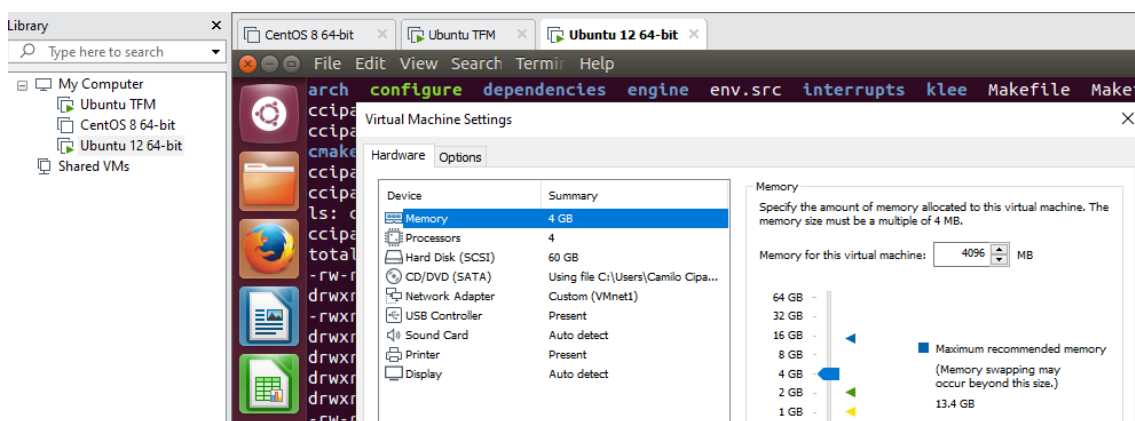 Library
Type here to search
My Computer
Ubuntu TFM
CentOS 8 64-bit
Ubuntu 12 64-bit
Shared VMs
CentOS 8 64-bit Ubuntu TFM Ubuntu 12 64-bit
File Edit View Search Help
arch configure dependencies engine env.src interrupts klee Makefile
ls:
total
Virtual Machine Settings
Hardware Options
Device Summary
Memory 4 GB
Processors 4
Hard Disk (SCSI) 60 GB
CD/DVD (SATA) Using file C:\Users\Camilo Cipa...
Network Adapter Custom (VMnet1)
USB Controller Present
Sound Card Auto detect
Printer Present
Display Auto detect
Memory
Specify the amount of memory allocated to this virtual machine. The
memory size must be a multiple of 4 MB.
Memory for this virtual machine: 4096 MB
64 GB
32 GB
16 GB
8 GB
4 GB
2 GB
1 GB
Maximum recommended memory
(Memory swapping may
occur beyond this size.)
13.4 GB